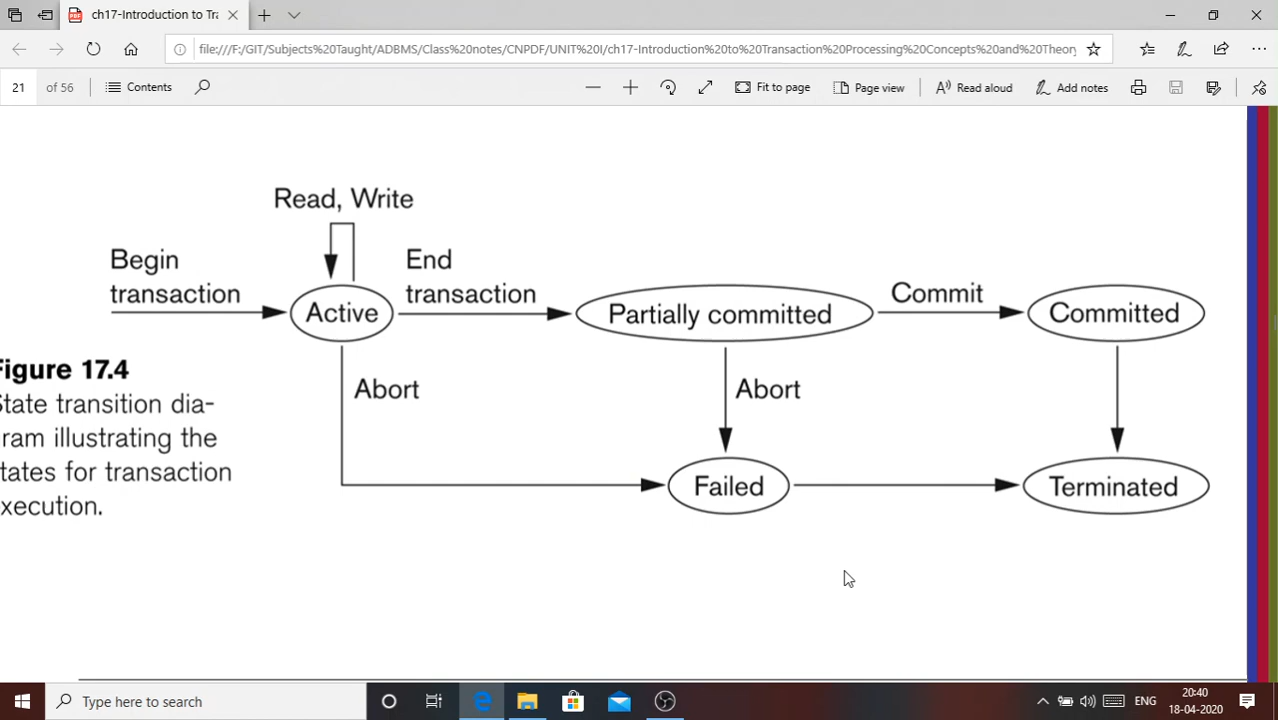 ch17-Introduction to Tra
file:///F:/GIT/Subjects%20Taught/ADBMS/Class%20notes/CNPDF/UNIT%20I/ch17-Introduction%20to%20Transaction%20Processing%20Concepts%20and%20Theory
21 of 56 Contents Fit to page Page view Read aloud Add notes
Read, Write
Begin
transaction
End
transaction
Commit
Active
Partially committed
Committed
Abort
Abort
Failed
Terminated
igure 17.4
tate transition dia-
ram illustrating the
tates for transaction
xecution.
Type here to search
ENG
20:40
18-04-2020